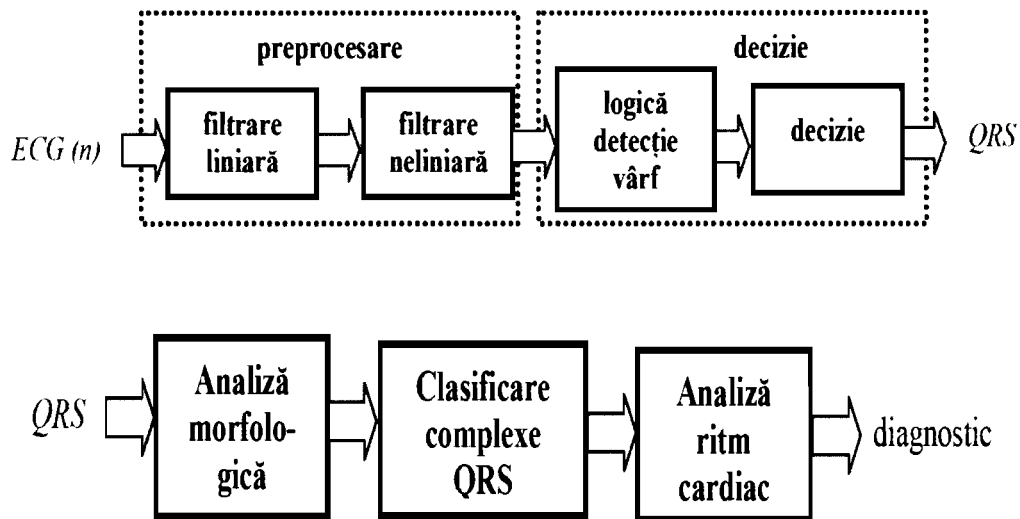 preprocesare
decizie
ECG (n)
filtrare
liniară
filtrare
neliniară
logică
detecție
vârf
decizie
QRS
QRS
Analiză
morfolo-
gică
Clasificare
complexe
QRS
Analiză
ritm
cardiac
diagnostic